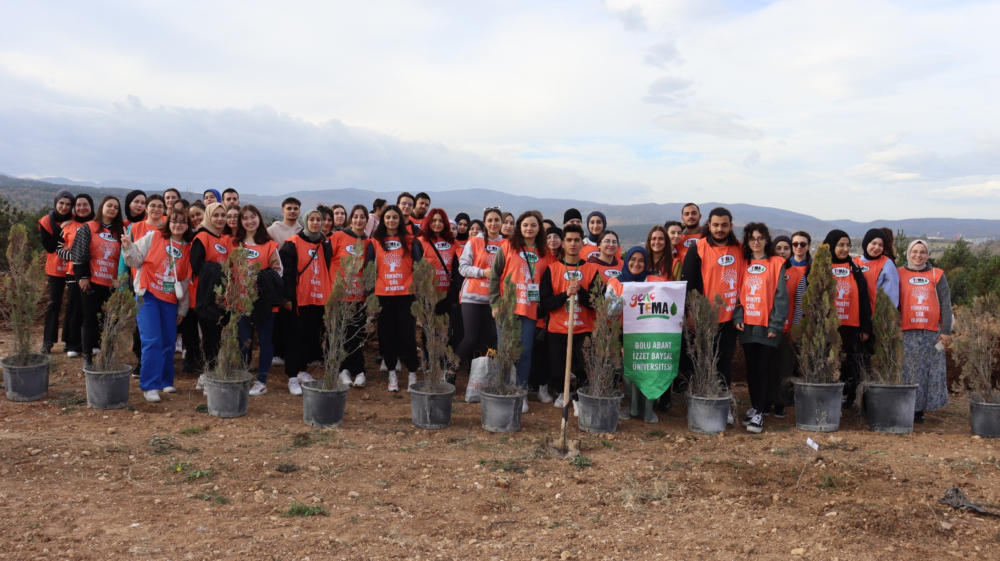 genç
TEMA
BOLU ABANT
İZZET BAYSAL
ÜNİVERSİTESİ
TEMA
TÜRKİYE
ÇÖL
OLMASIN